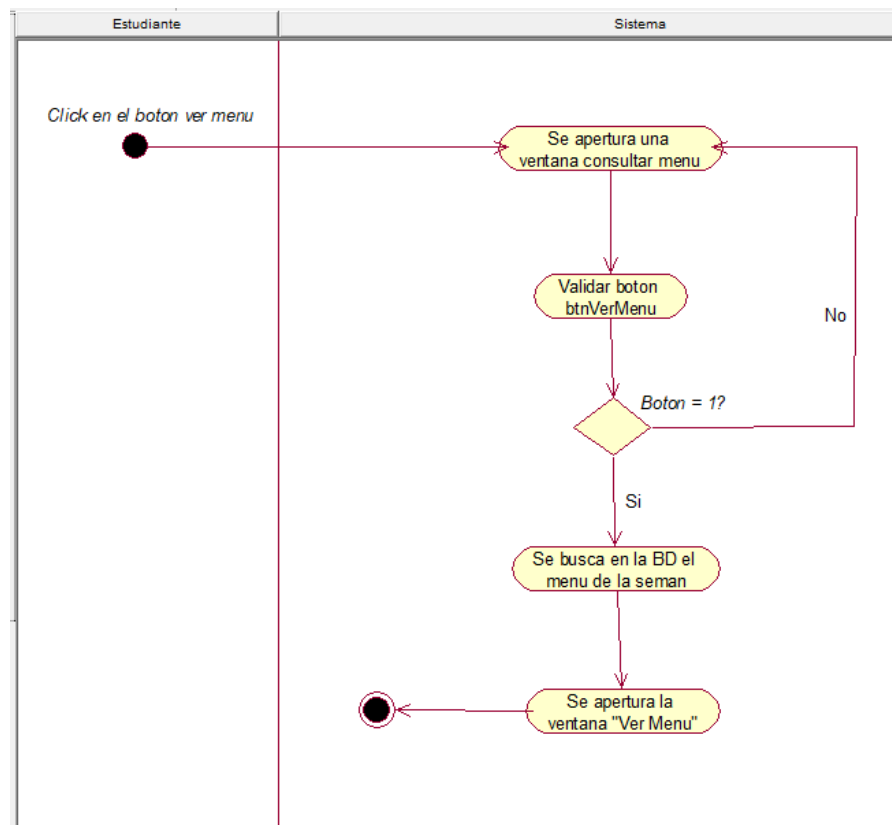 Estudiante
Sistema
Click en el boton ver menu
Se apertura una
ventana consultar menu
Validar boton
btnVerMenu
No
Boton = 1?
Si
Se busca en la BD el
menu de la seman
Se apertura la
ventana "Ver Menu"